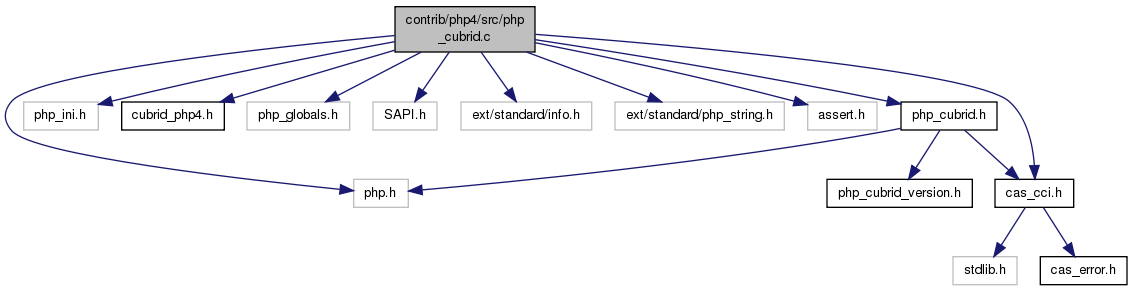 contrib/php4/src/php
_cubrid.c
php_ini.h
cubrid_php4.h
php_globals.h
SAPI.h
ext/standard/info.h
ext/standard/php_string.h
assert.h
php_cubrid.h
php.h
php_cubrid_version.h
cas_cci.h
stdlib.h
cas_error.h